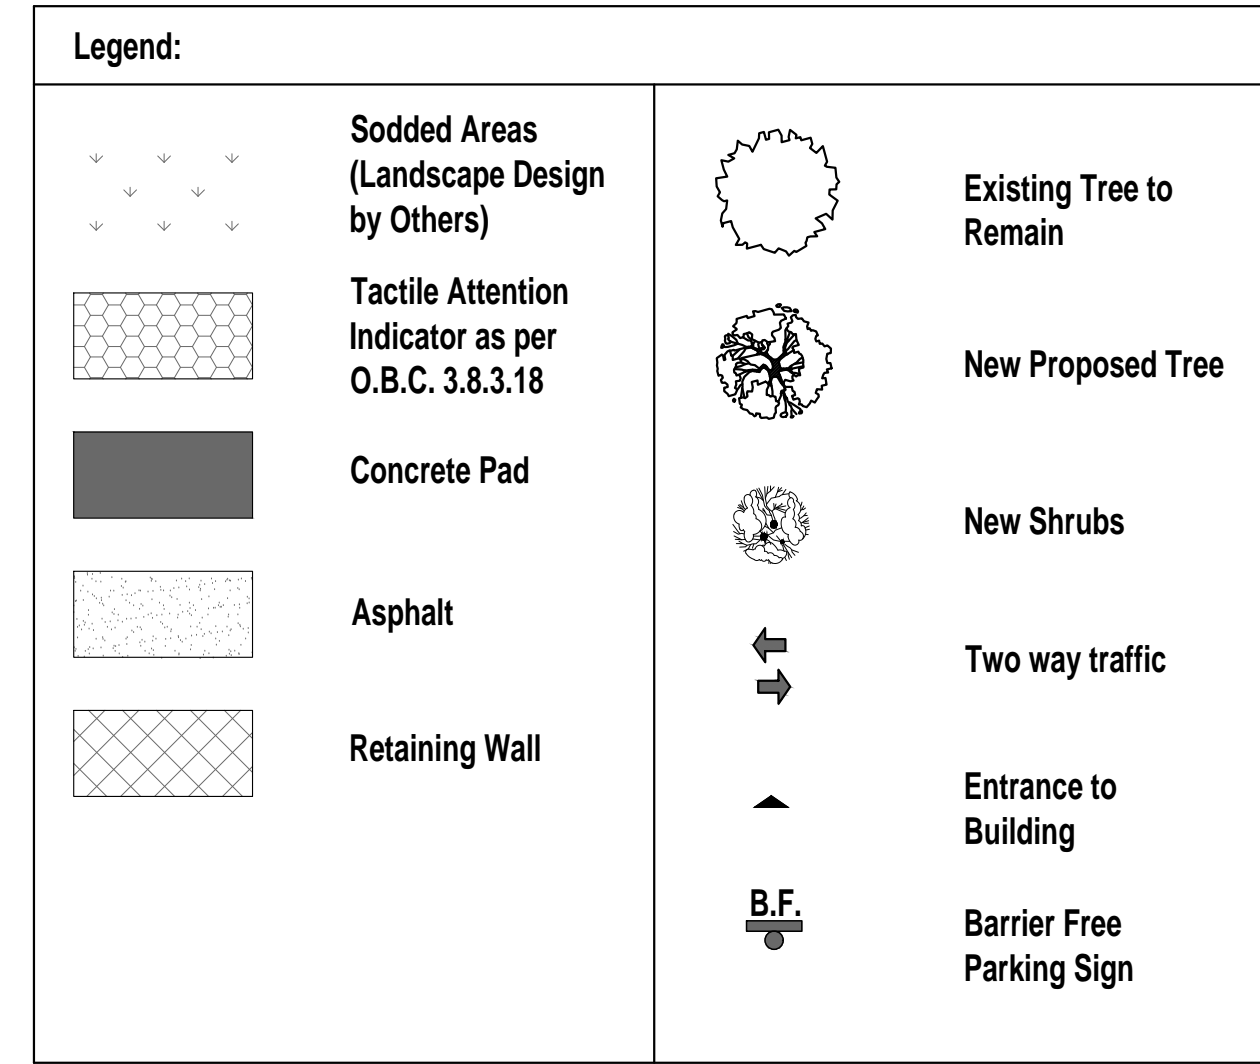 Legend:
Sodded Areas
(Landscape Design
by Others)
Tactile Attention
Indicator as per
O.B.C. 3.8.3.18
Concrete Pad
Asphalt
Retaining Wall
Existing Tree to
Remain
New Proposed Tree
New Shrubs
Two way traffic
Entrance to
Building
B.F.
Barrier Free
Parking Sign